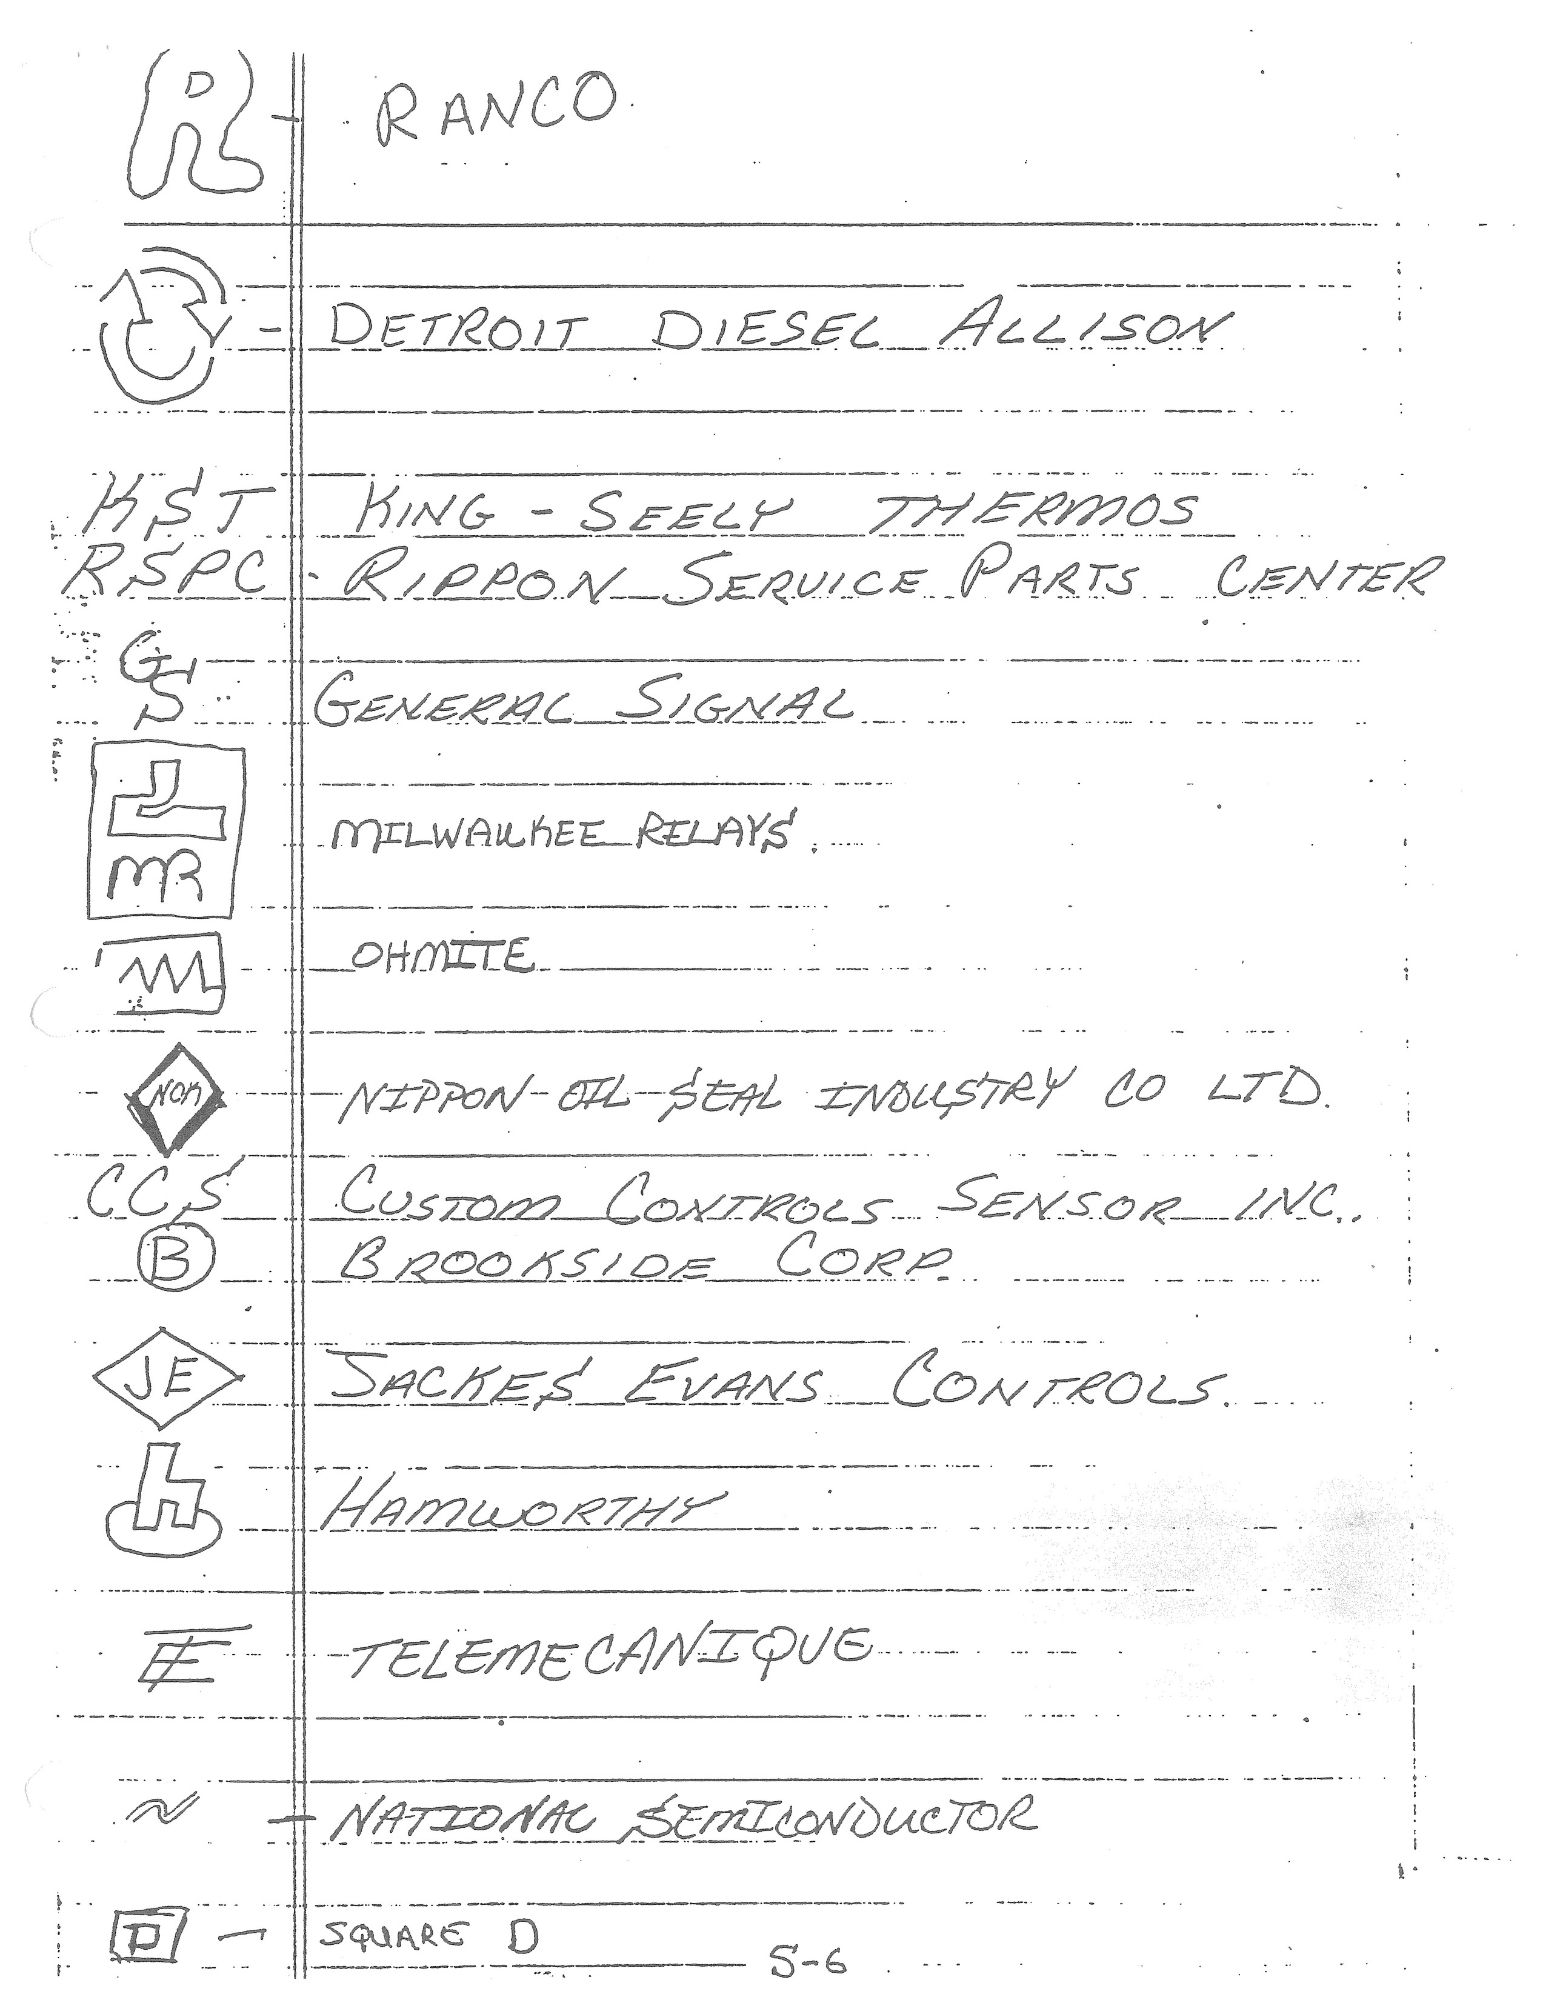 R - RANCO
- DETROIT DIESEL ALLISON
KST KING - SEELY THERMOS
RSPC - RIPPON SERVICE PARTS CENTER
GS GENERAL SIGNAL
MR MILWAUKEE RELAYS.
OHMITE
NOK NIPPON OIL SEAL INDUSTRY CO LTD.
CCS CUSTOM CONTROLS SENSOR INC..
B BROOKSIDE CORP.
JE JACKES EVANS CONTROLS.
h HAMWORTHY
TE TELEMECANIQUE
- NATIONAL SEMICONDUCTOR
D - SQUARE D
S-6